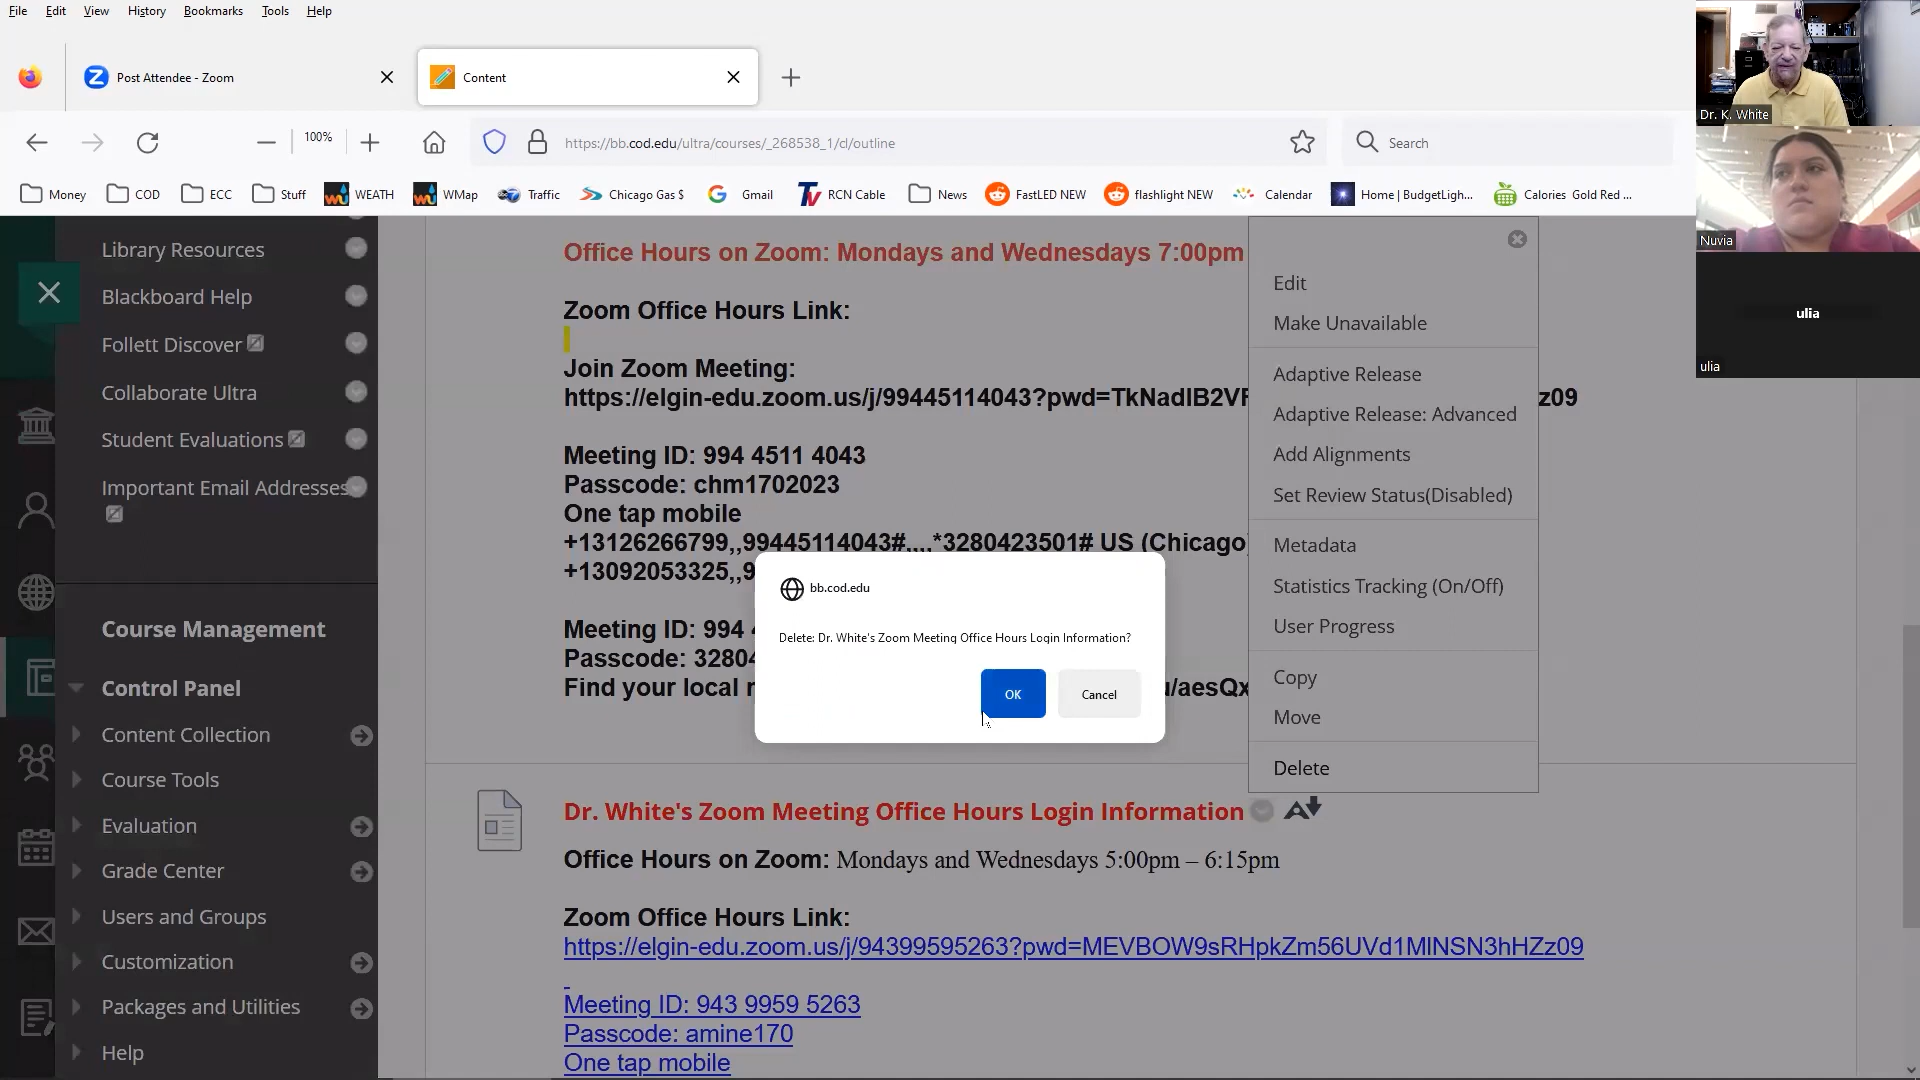 File Edit View History Bookmarks Tools Help
Post Attendee - Zoom
Content
100%
https://bb.cod.edu/ultra/courses/_268538_1/cl/outline
Search
Money COD ECC Stuff WEATH WMap Traffic Chicago Gas $ Gmail RCN Cable News FastLED NEW flashlight NEW Calendar Home | BudgetLigh... Calories Gold Red ...
Dr. K. White
Nuvia
ulia
ulia
Library Resources
Blackboard Help
Follett Discover
Collaborate Ultra
Student Evaluations
Important Email Addresses
Course Management
Control Panel
Content Collection
Course Tools
Evaluation
Grade Center
Users and Groups
Customization
Packages and Utilities
Help
Office Hours on Zoom: Mondays and Wednesdays 7:00pm
Zoom Office Hours Link:
Join Zoom Meeting:
https://elgin-edu.zoom.us/j/99445114043?pwd=TkNadlB2VF z09
Meeting ID: 994 4511 4043
Passcode: chm1702023
One tap mobile
+13126266799,,99445114043#,,,,*3280423501# US (Chicago)
+13092053325,,9
Meeting ID: 994
Passcode: 3280
Find your local /aesQx
Edit
Make Unavailable
Adaptive Release
Adaptive Release: Advanced
Add Alignments
Set Review Status(Disabled)
Metadata
Statistics Tracking (On/Off)
User Progress
Copy
Move
Delete
bb.cod.edu
Delete: Dr. White's Zoom Meeting Office Hours Login Information?
OK Cancel
Dr. White's Zoom Meeting Office Hours Login Information
Office Hours on Zoom: Mondays and Wednesdays 5:00pm – 6:15pm
Zoom Office Hours Link:
https://elgin-edu.zoom.us/j/94399595263?pwd=MEVBOW9sRHpkZm56UVd1MlNSN3hHZz09
Meeting ID: 943 9959 5263
Passcode: amine170
One tap mobile